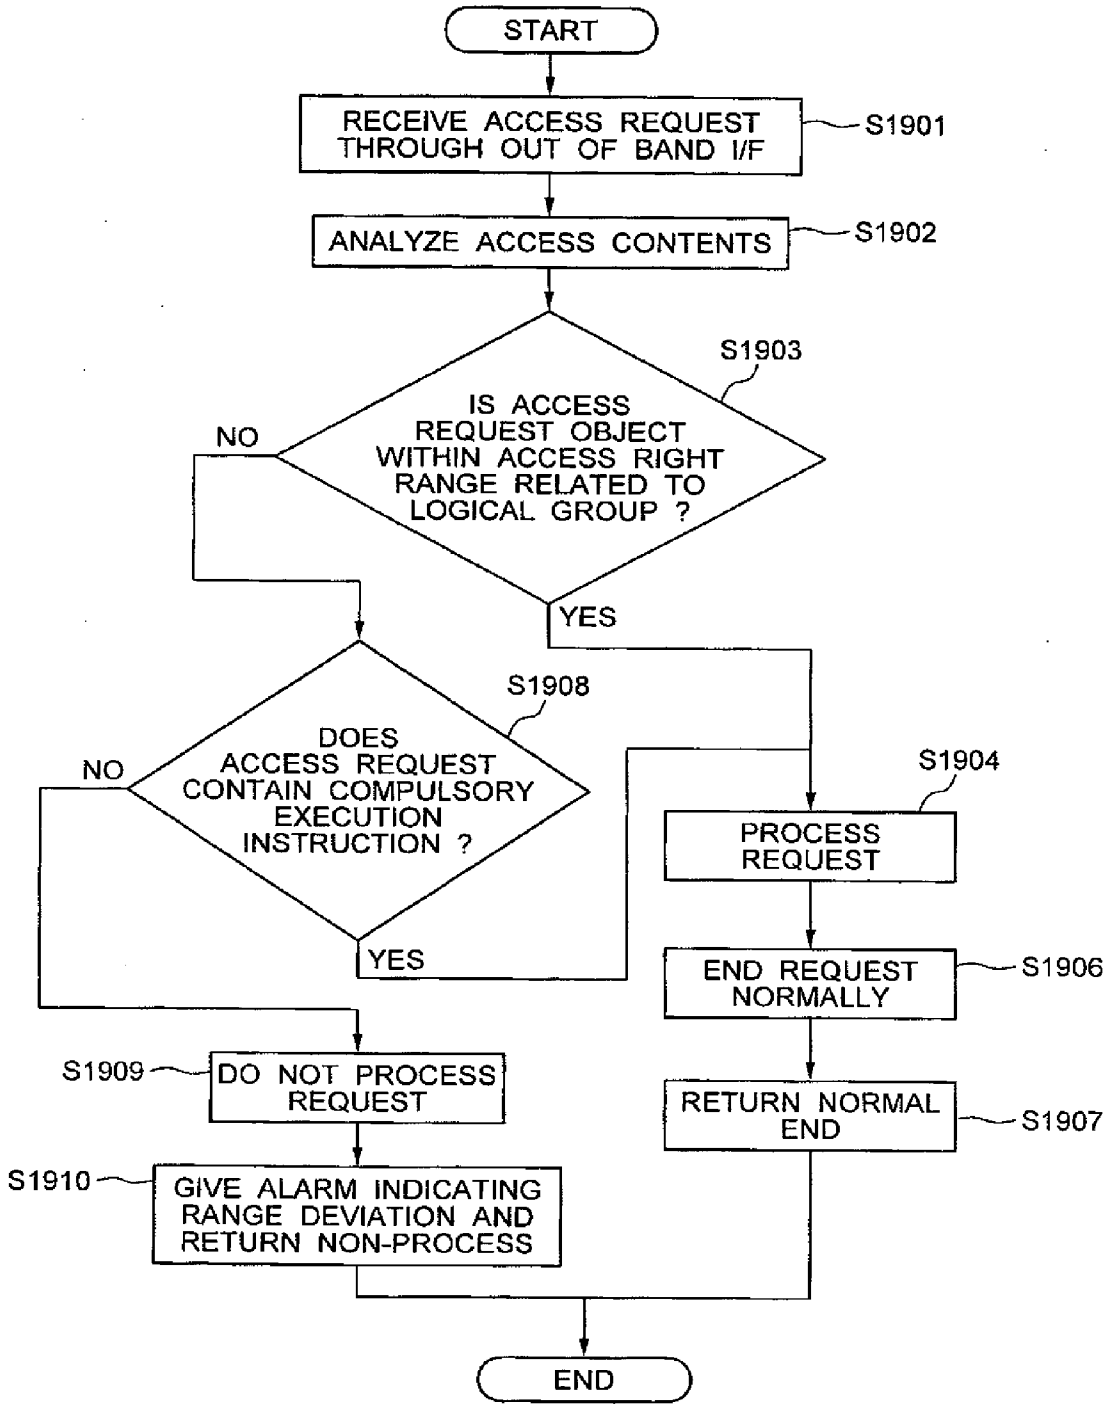 START
RECEIVE ACCESS REQUEST
THROUGH OUT OF BAND I/F
S1901
ANALYZE ACCESS CONTENTS
S1902
S1903
IS ACCESS
REQUEST OBJECT
WITHIN ACCESS RIGHT
RANGE RELATED TO
LOGICAL GROUP ?
NO
YES
S1908
DOES
ACCESS REQUEST
CONTAIN COMPULSORY
EXECUTION
INSTRUCTION ?
NO
YES
S1904
PROCESS
REQUEST
END REQUEST
NORMALLY
S1906
S1909
DO NOT PROCESS
REQUEST
RETURN NORMAL
END
S1907
S1910
GIVE ALARM INDICATING
RANGE DEVIATION AND
RETURN NON-PROCESS
END